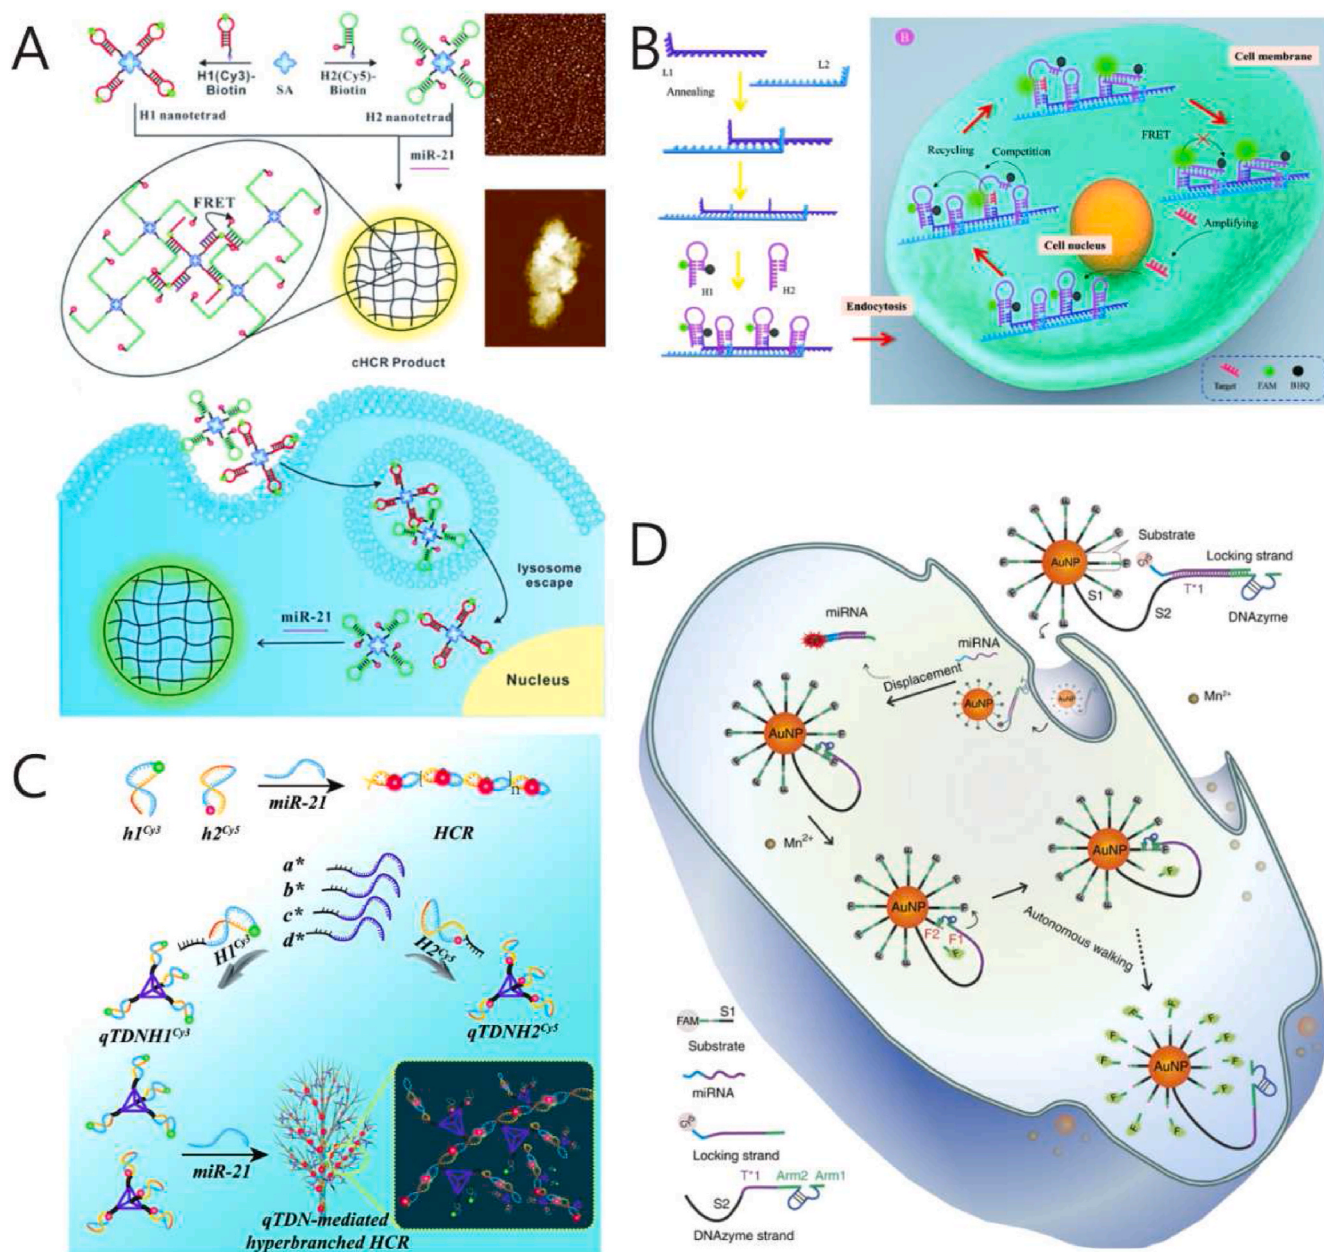 A
H1(Cy3)-
Biotin
SA
H2(Cy5)-
Biotin
H1 nanotetrad
H2 nanotetrad
miR-21
FRET
cHCR Product
lysosome
escape
miR-21
Nucleus
B
L1
L2
Annealing
H1
H2
Endocytosis
B
Cell membrane
FRET
Recycling
Competition
Cell nucleus
Amplifying
Target
FAM
BHQ
C
h1Cy3
h2Cy5
miR-21
n
HCR
a*
b*
c*
d*
H1Cy3
H2Cy5
qTDNH1Cy3
qTDNH2Cy5
miR-21
qTDN-mediated
hyperbranched HCR
D
Substrate
AuNP
Cy5
Locking strand
S1
S2
T*1
DNAzyme
miRNA
miRNA
Displacement
AuNP
AuNP
Mn2+
AuNP
Mn2+
AuNP
F
AuNP
F2
F1
F
Autonomous
walking
FAM
S1
Substrate
miRNA
F
F
F
F
F
F
F
F
F
F
AuNP
Cy5
Locking strand
T*1
Arm2
Arm1
S2
DNAzyme strand